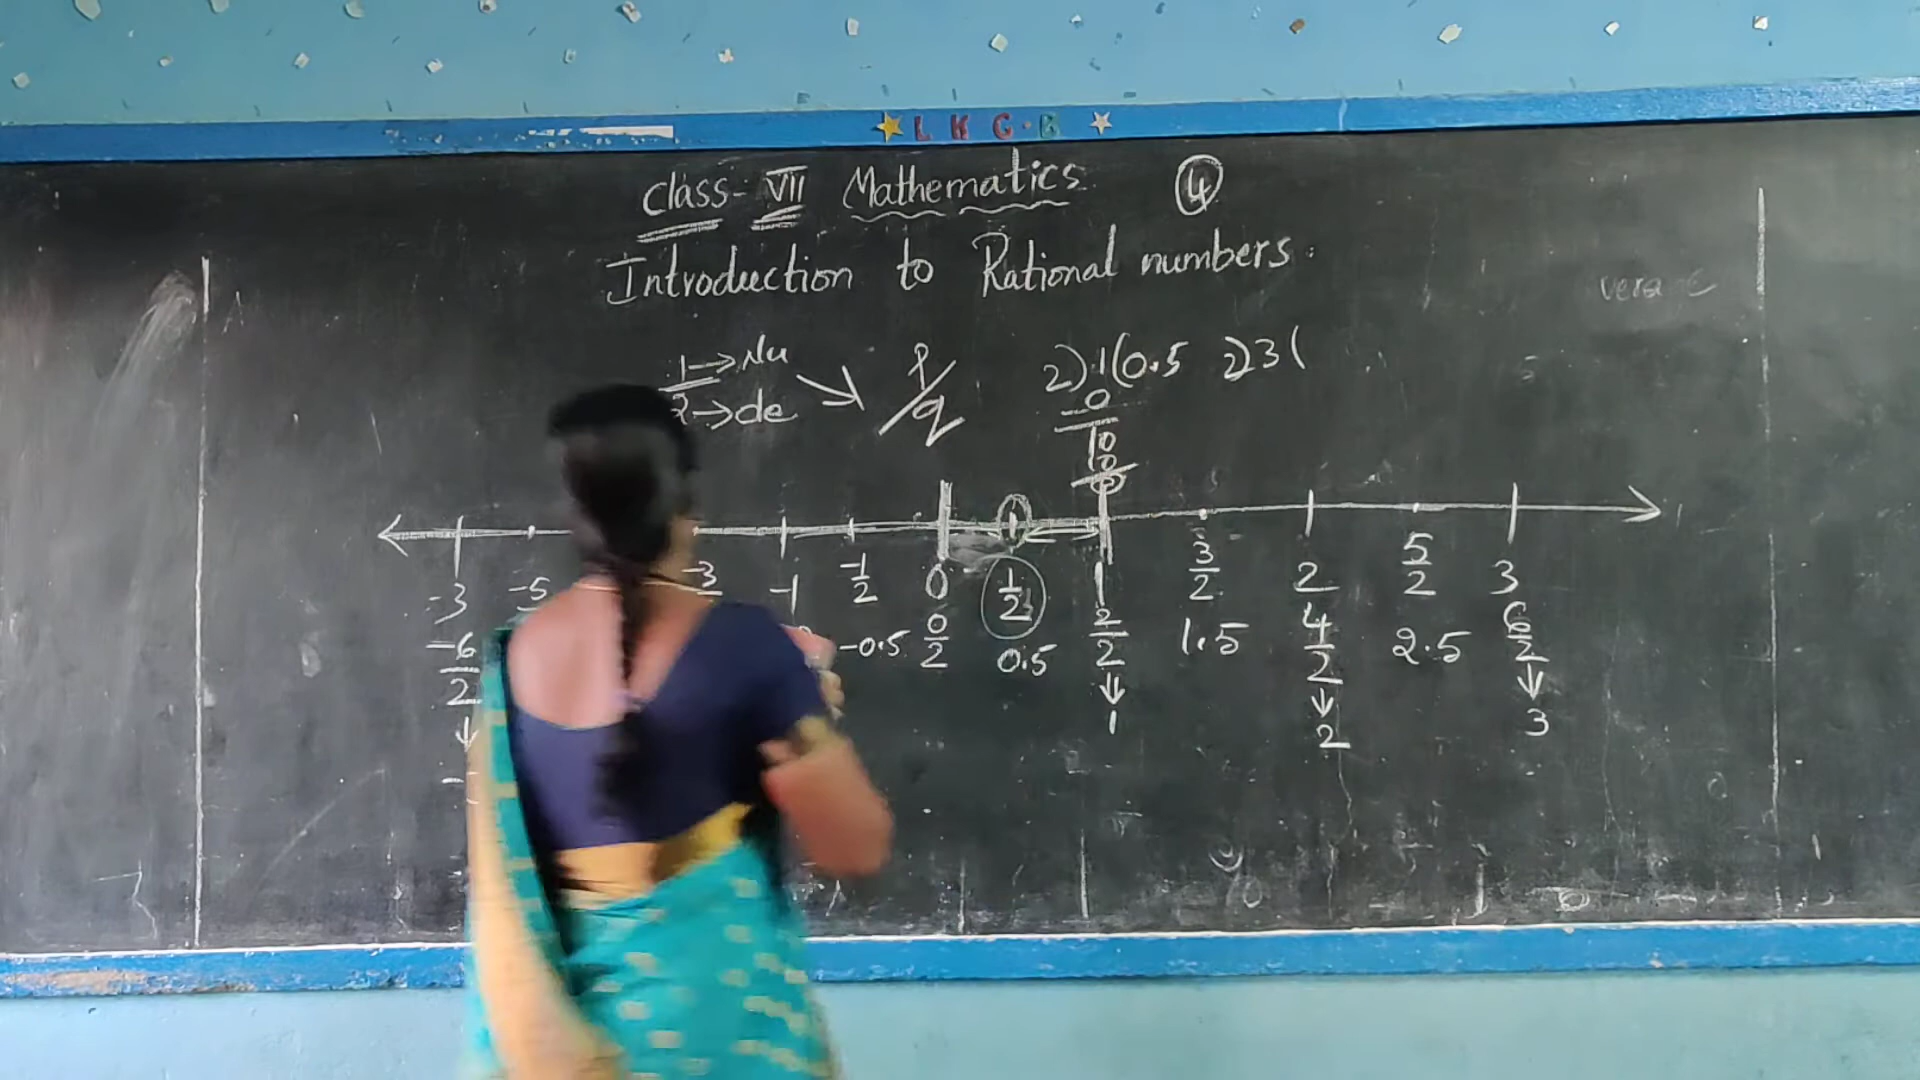 LKG-B
Class- VII Mathematics 4
Introduction to Rational numbers.
1 → Nu
2 → de
p/q
2)1(0.5 2)3(
0
10
10
0
-3 -5 -3 -1 -1/2 0 1/2 1 3/2 2 5/2 3
-6/2 -0.5 0/2 0.5 2/2 1.5 4/2 2.5 6/2
↓ ↓ ↓ ↓
1 2 3